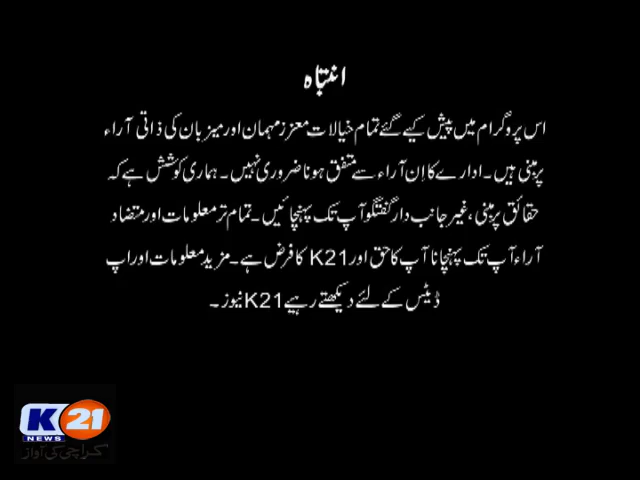 انتباہ
اس پروگرام میں پیش کیے گئے تمام خیالات معزز مہمان اور میزبان کی ذاتی آراء
پر مبنی ہیں۔ ادارے کا اِن آراء سے متفق ہونا ضروری نہیں۔ ہماری کوشش ہے کہ
حقائق پر مبنی، غیر جانب دار گفتگو آپ تک پہنچائیں۔ تمام تر معلومات اور متضاد
آراء آپ تک پہنچانا آپ کا حق اور K21 کا فرض ہے۔ مزید معلومات اور اپ
ڈیٹس کے لئے دیکھتے رہیے K21 نیوز۔
K21
NEWS
کراچی کی آواز